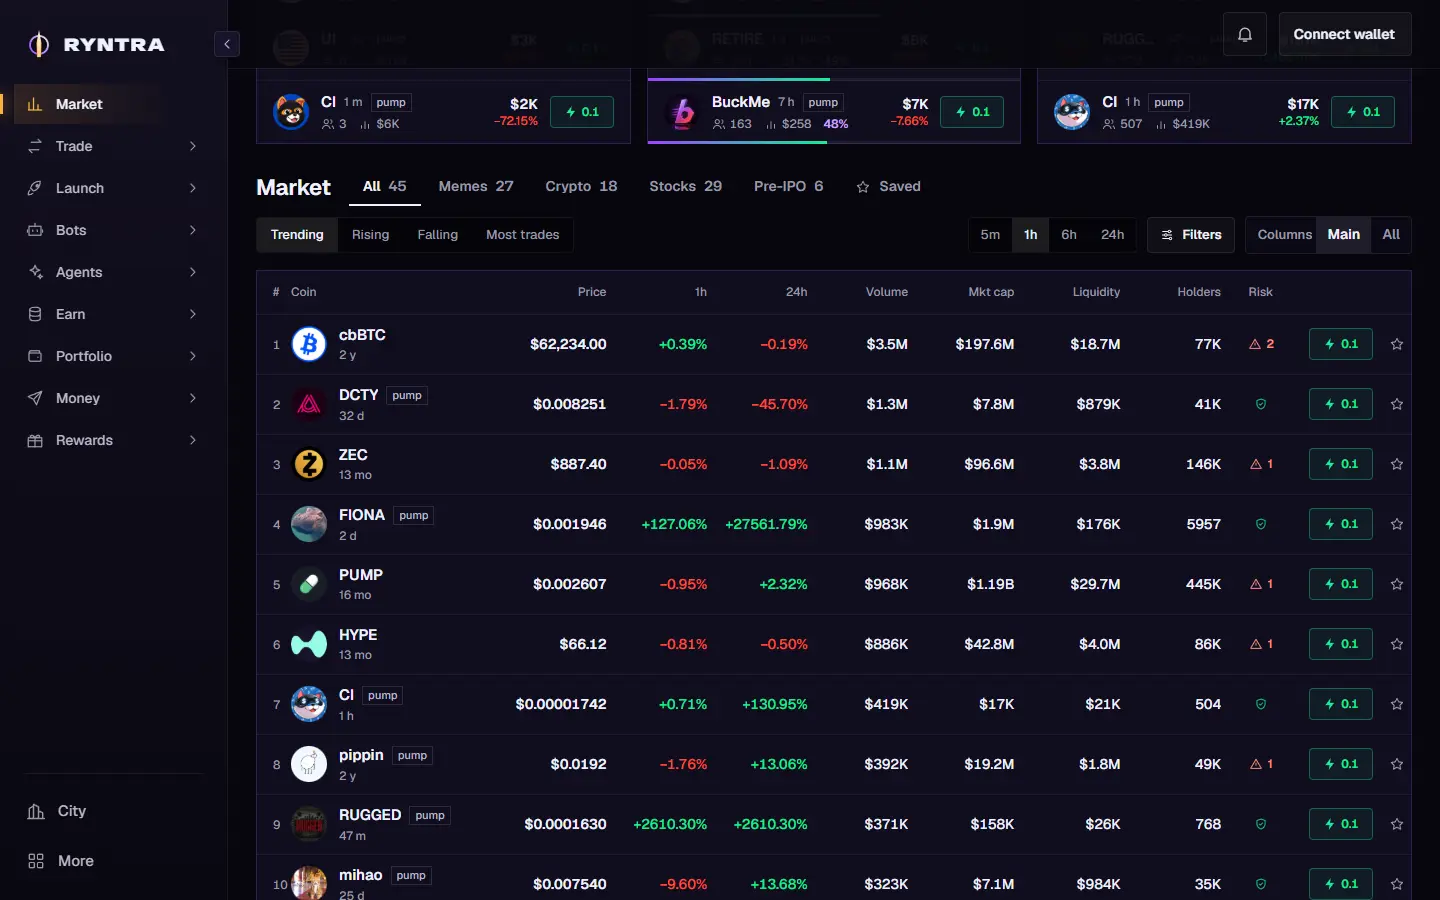 RYNTRA
Connect wallet
Market
Trade
Launch
Bots
Agents
Earn
Portfolio
Money
Rewards
City
More
CI 1 m pump $2K 0.1
3 $6K −72.15%
BuckMe 7 h pump $7K 0.1
163 $258 48% −7.66%
CI 1 h pump $17K 0.1
507 $419K +2.37%
Market All 45 Memes 27 Crypto 18 Stocks 29 Pre-IPO 6 Saved
Trending Rising Falling Most trades 5m 1h 6h 24h Filters Columns Main All
# Coin Price 1h 24h Volume Mkt cap Liquidity Holders Risk
1 cbBTC $62,234.00 +0.39% −0.19% $3.5M $197.6M $18.7M 77K 2 0.1
2 y
2 DCTY pump $0.008251 −1.79% −45.70% $1.3M $7.8M $879K 41K 0.1
32 d
3 ZEC $887.40 −0.05% −1.09% $1.1M $96.6M $3.8M 146K 1 0.1
13 mo
4 FIONA pump $0.001946 +127.06% +27561.79% $983K $1.9M $176K 5957 0.1
2 d
5 PUMP $0.002607 −0.95% +2.32% $968K $1.19B $29.7M 445K 1 0.1
16 mo
6 HYPE $66.12 −0.81% −0.50% $886K $42.8M $4.0M 86K 1 0.1
13 mo
7 CI pump $0.00001742 +0.71% +130.95% $419K $17K $21K 504 0.1
1 h
8 pippin pump $0.0192 −1.76% +13.06% $392K $19.2M $1.8M 49K 1 0.1
2 y
9 RUGGED pump $0.0001630 +2610.30% +2610.30% $371K $158K $26K 768 0.1
47 m
10 mihao pump $0.007540 −9.60% +13.68% $323K $7.1M $984K 35K 0.1
25 d